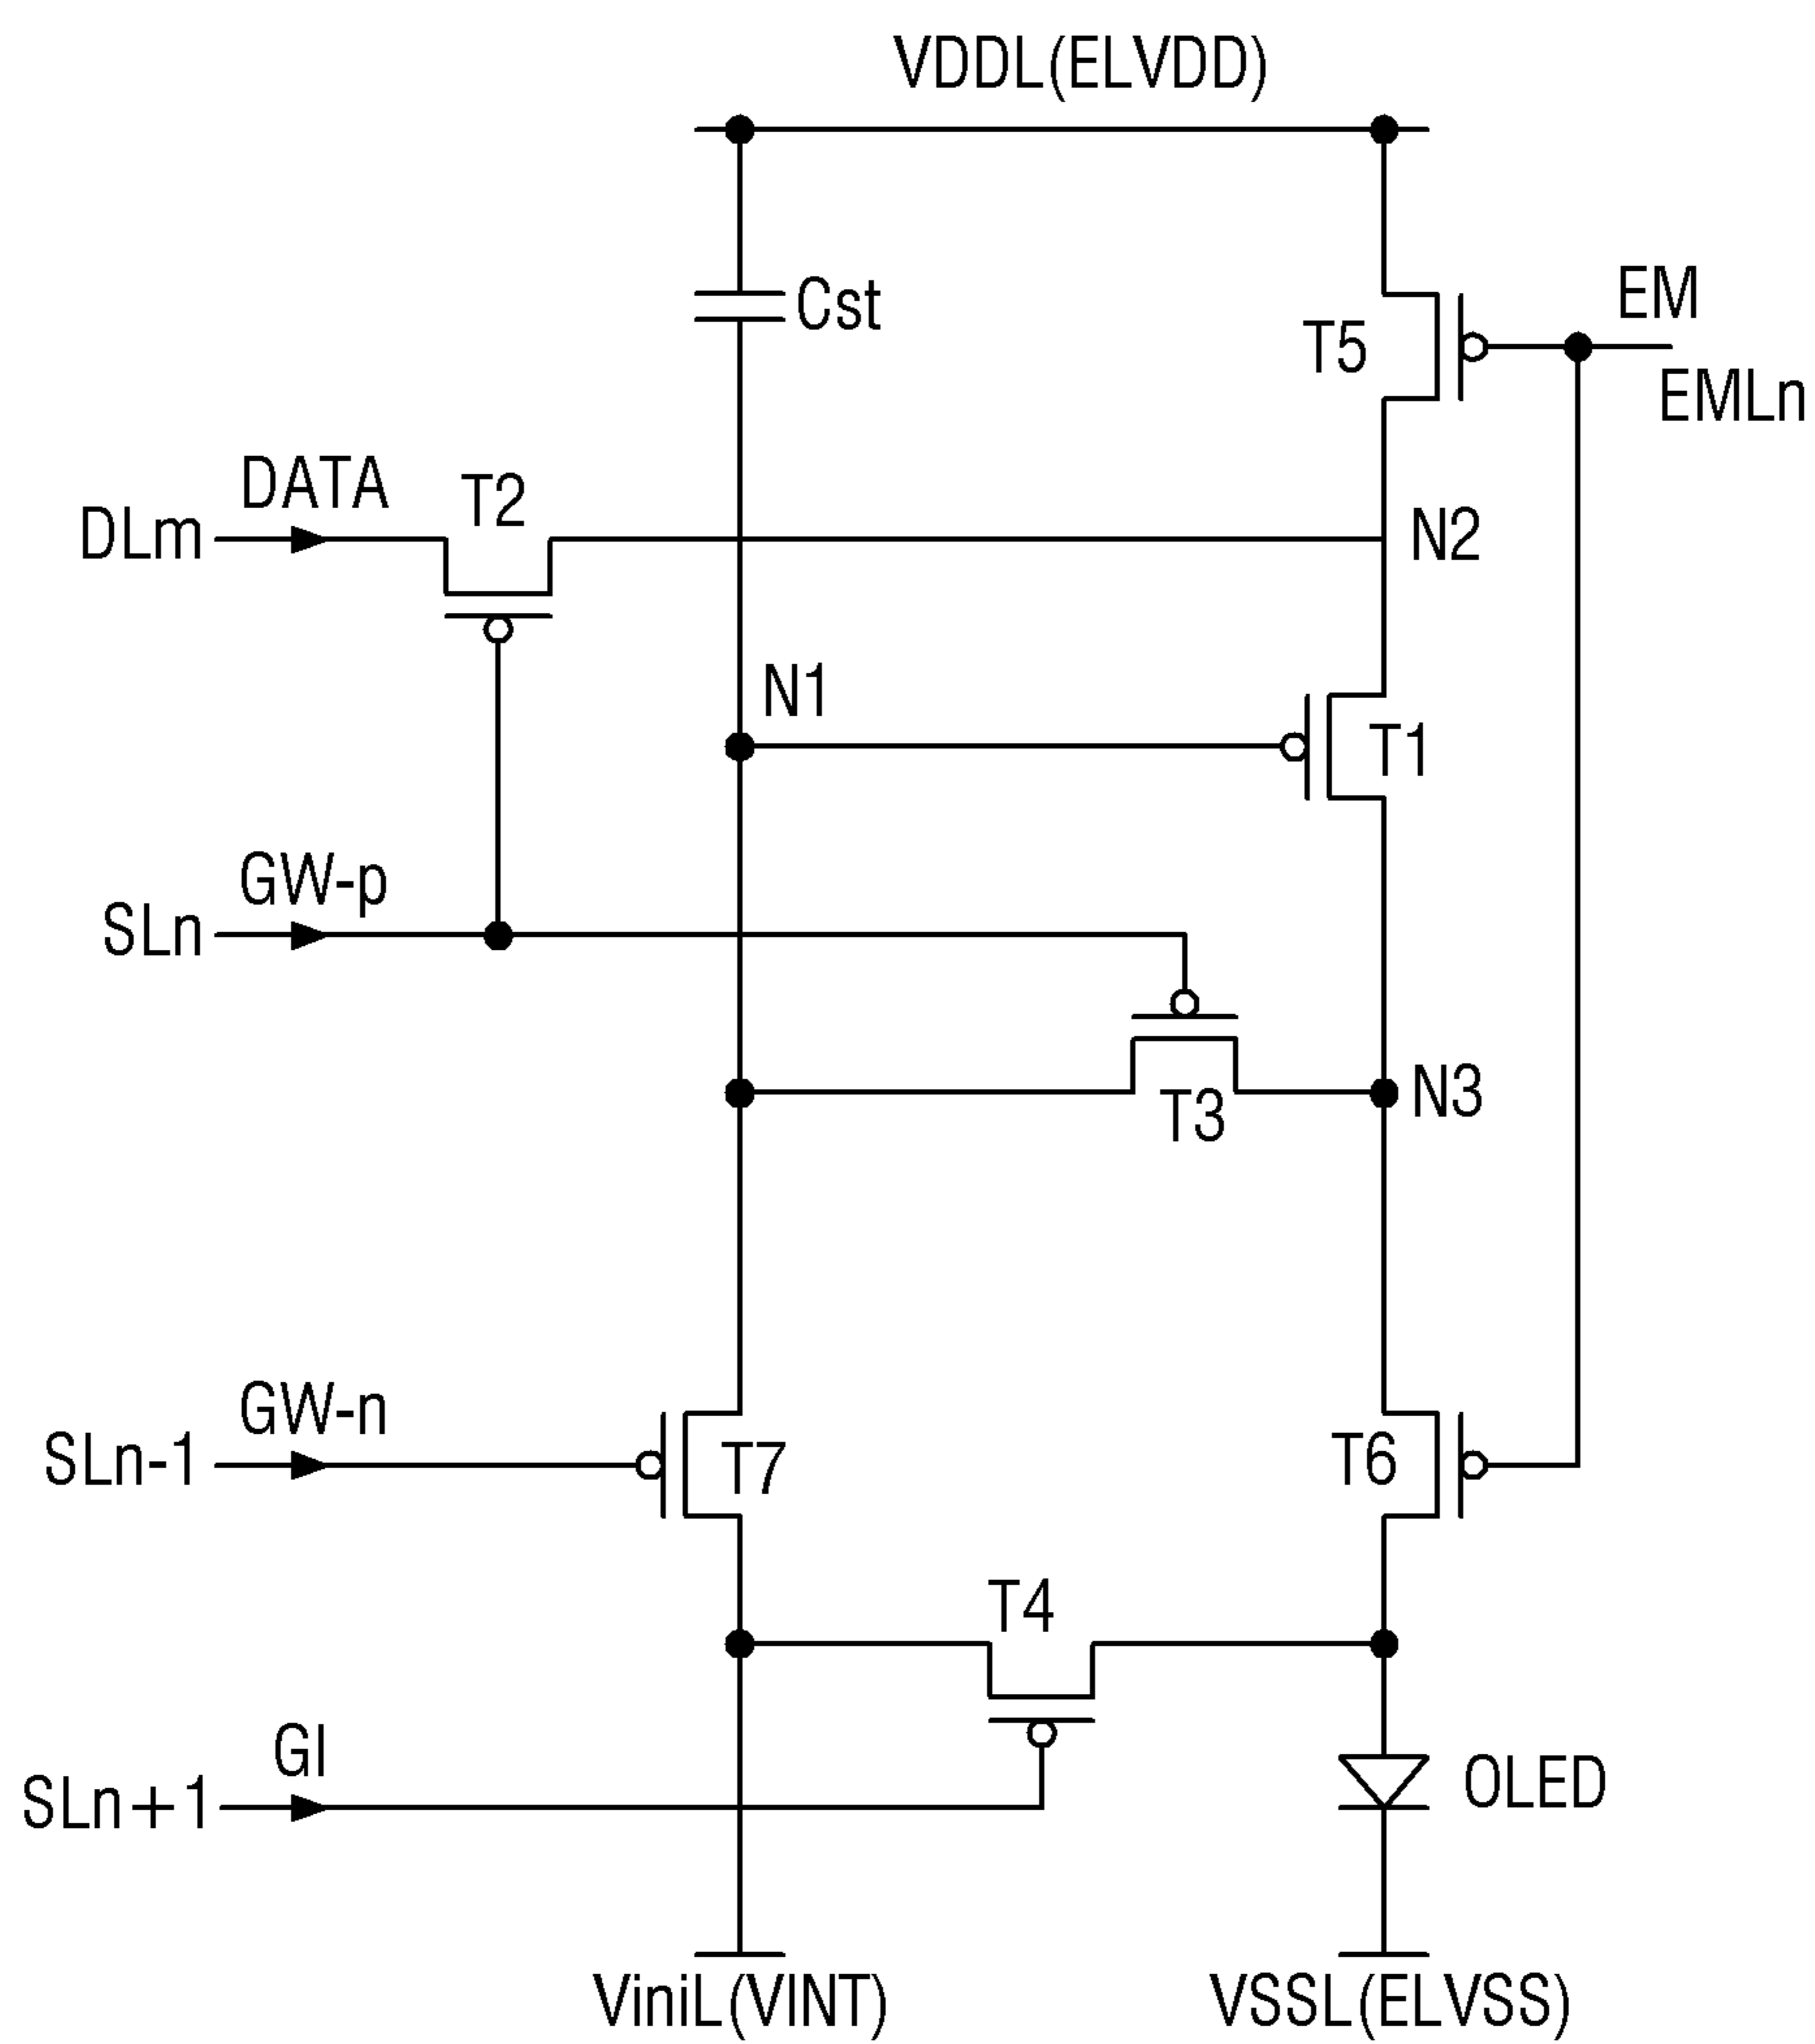 VDDL(ELVDD)
Cst
T5
EM
EMLn
DATA
DLm
T2
N2
N1
T1
GW-p
SLn
T3
N3
GW-n
SLn-1
T7
T6
T4
GI
SLn+1
OLED
ViniL(VINT)
VSSL(ELVSS)